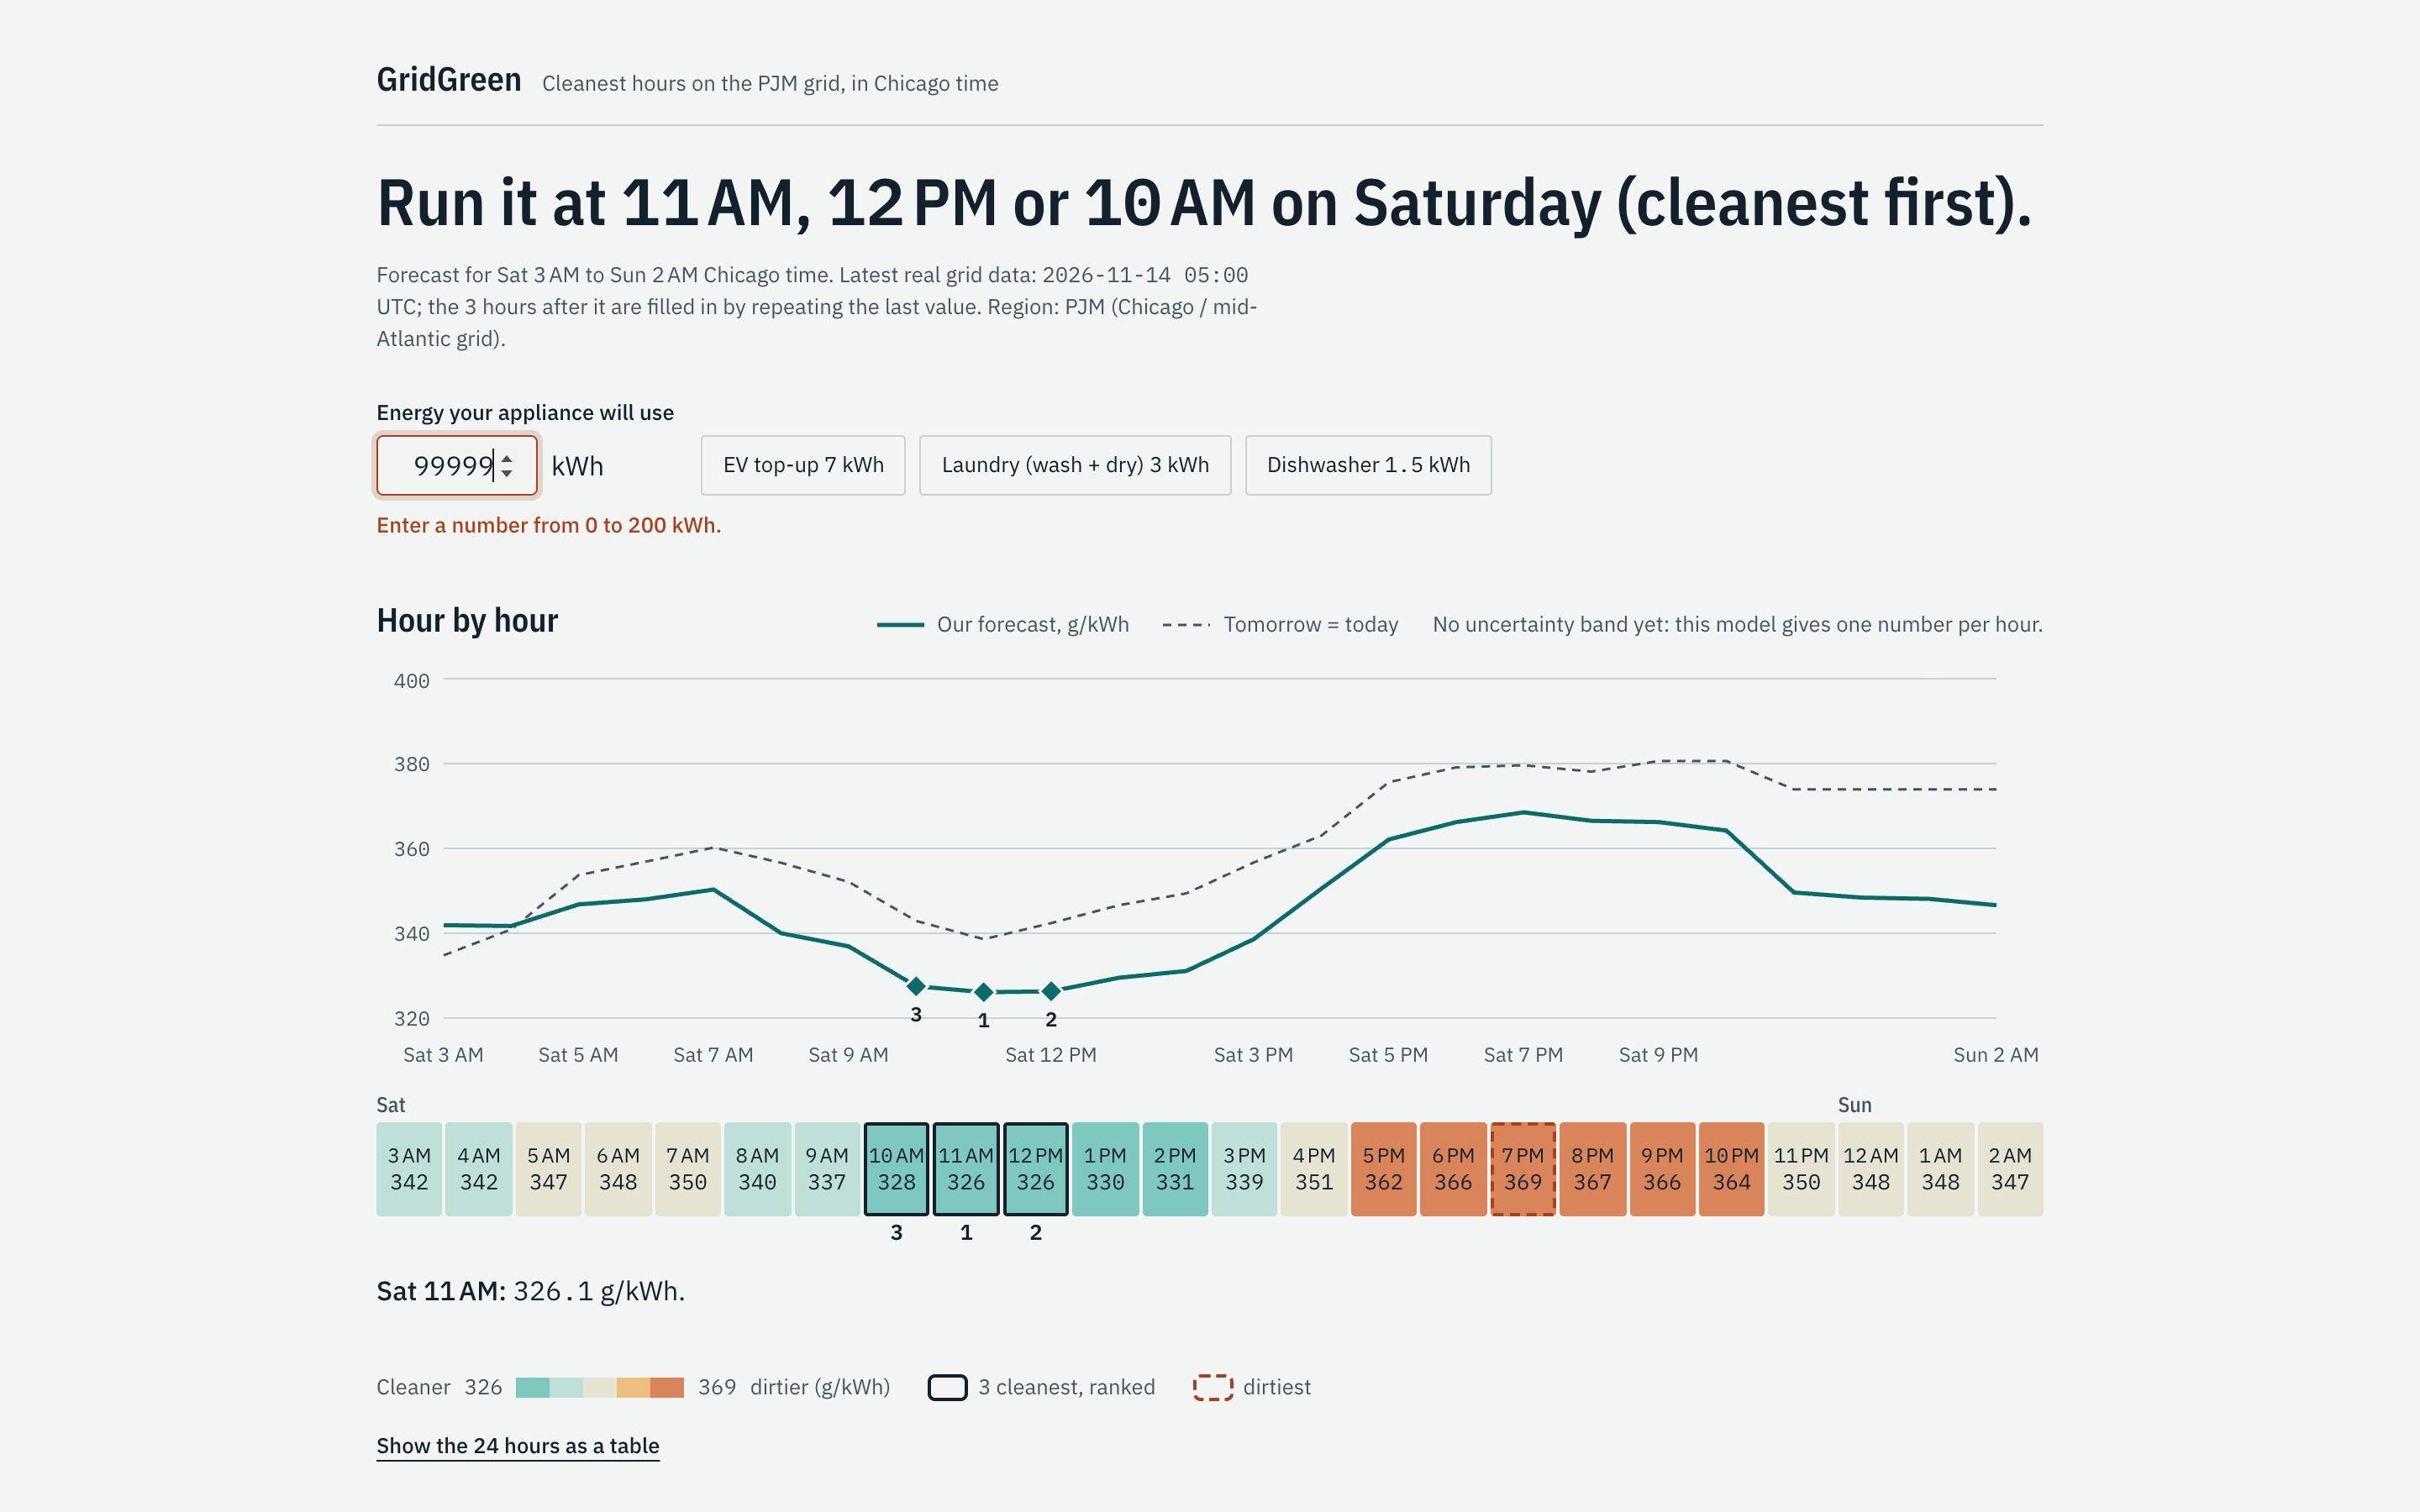 GridGreen Cleanest hours on the PJM grid, in Chicago time
Run it at 11 AM, 12 PM or 10 AM on Saturday (cleanest first).
Forecast for Sat 3 AM to Sun 2 AM Chicago time. Latest real grid data: 2026-11-14 05:00
UTC; the 3 hours after it are filled in by repeating the last value. Region: PJM (Chicago / mid-
Atlantic grid).
Energy your appliance will use
99999 kWh EV top-up 7 kWh Laundry (wash + dry) 3 kWh Dishwasher 1.5 kWh
Enter a number from 0 to 200 kWh.
Hour by hour Our forecast, g/kWh Tomorrow = today No uncertainty band yet: this model gives one number per hour.
400
380
360
340
320
3 1 2
Sat 3 AM Sat 5 AM Sat 7 AM Sat 9 AM Sat 12 PM Sat 3 PM Sat 5 PM Sat 7 PM Sat 9 PM Sun 2 AM
Sat Sun
3 AM 4 AM 5 AM 6 AM 7 AM 8 AM 9 AM 10 AM 11 AM 12 PM 1 PM 2 PM 3 PM 4 PM 5 PM 6 PM 7 PM 8 PM 9 PM 10 PM 11 PM 12 AM 1 AM 2 AM
342 342 347 348 350 340 337 328 326 326 330 331 339 351 362 366 369 367 366 364 350 348 348 347
3 1 2
Sat 11 AM: 326.1 g/kWh.
Cleaner 326 369 dirtier (g/kWh) 3 cleanest, ranked dirtiest
Show the 24 hours as a table